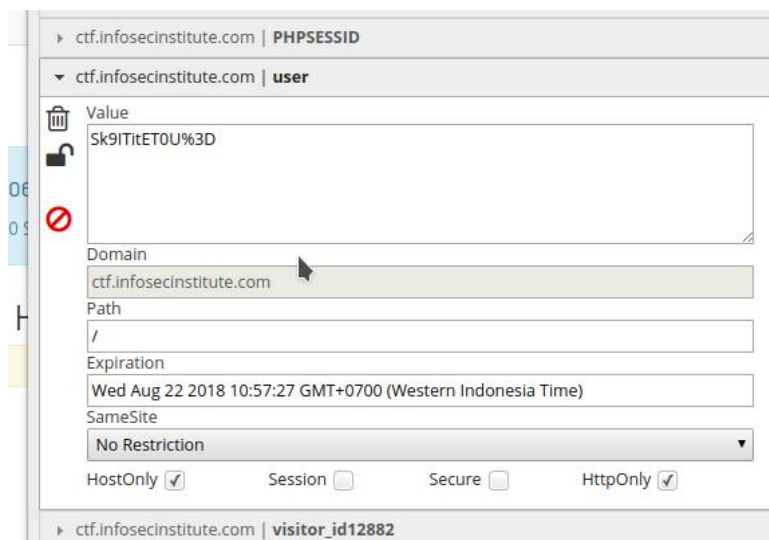 ctf.infosecinstitute.com | PHPSESSID
ctf.infosecinstitute.com | user
Value
Sk9ITitET0U%3D
Domain
ctf.infosecinstitute.com
Path
/
Expiration
Wed Aug 22 2018 10:57:27 GMT+0700 (Western Indonesia Time)
SameSite
No Restriction
HostOnly Session Secure HttpOnly
ctf.infosecinstitute.com | visitor_id12882